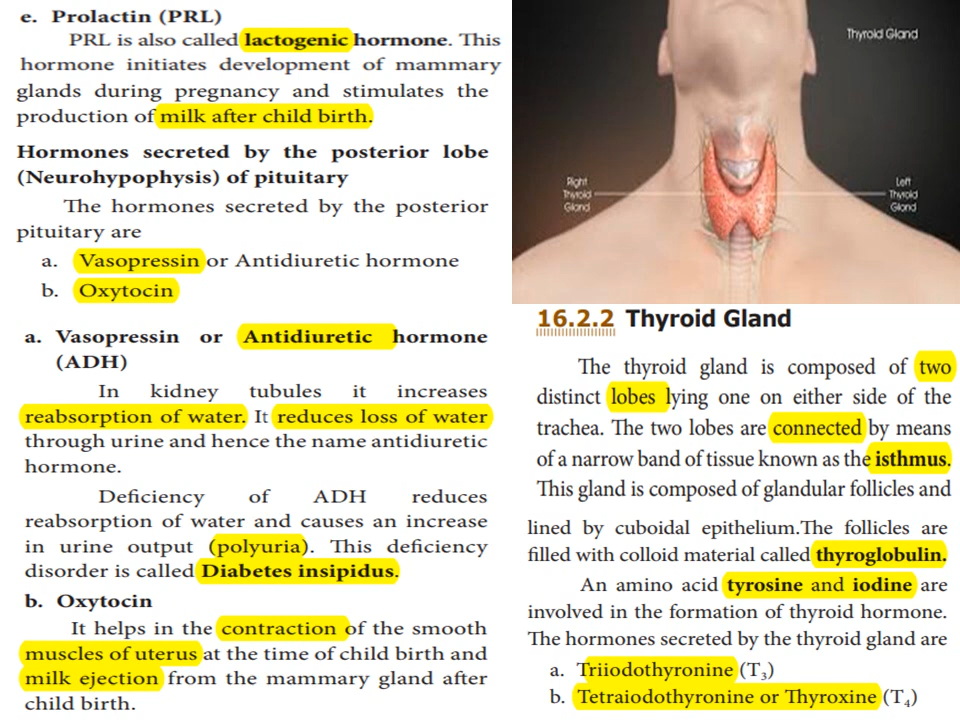 e. Prolactin (PRL)
PRL is also called lactogenic hormone. This
hormone initiates development of mammary
glands during pregnancy and stimulates the
production of milk after child birth.
Hormones secreted by the posterior lobe
(Neurohypophysis) of pituitary
The hormones secreted by the posterior
pituitary are
a. Vasopressin or Antidiuretic hormone
b. Oxytocin
a. Vasopressin or Antidiuretic hormone
(ADH)
In kidney tubules it increases
reabsorption of water. It reduces loss of water
through urine and hence the name antidiuretic
hormone.
Deficiency of ADH reduces
reabsorption of water and causes an increase
in urine output (polyuria). This deficiency
disorder is called Diabetes insipidus.
b. Oxytocin
It helps in the contraction of the smooth
muscles of uterus at the time of child birth and
milk ejection from the mammary gland after
child birth.
Thyroid Gland
Right
Thyroid
Gland
Left
Thyroid
Gland
16.2.2 Thyroid Gland
The thyroid gland is composed of two
distinct lobes lying one on either side of the
trachea. The two lobes are connected by means
of a narrow band of tissue known as the isthmus.
This gland is composed of glandular follicles and
lined by cuboidal epithelium.The follicles are
filled with colloid material called thyroglobulin.
An amino acid tyrosine and iodine are
involved in the formation of thyroid hormone.
The hormones secreted by the thyroid gland are
a. Triiodothyronine (T₃)
b. Tetraiodothyronine or Thyroxine (T₄)